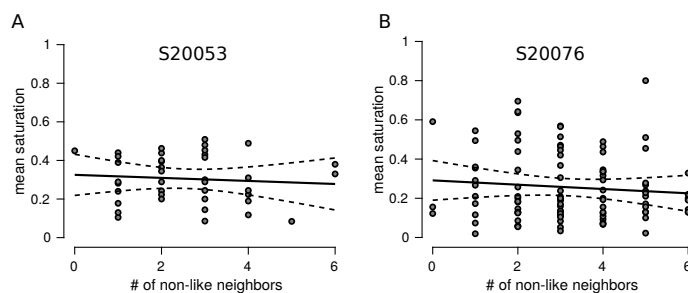 A
S20053
mean saturation
1
0.8
0.6
0.4
0.2
0
0 2 4 6
# of non-like neighbors
B
S20076
mean saturation
1
0.8
0.6
0.4
0.2
0
0 2 4 6
# of non-like neighbors